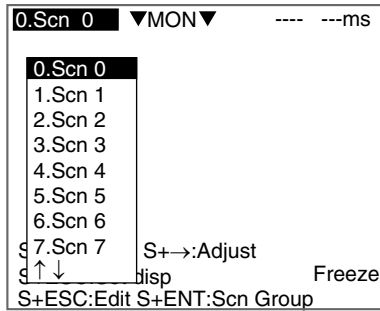 0.Scn 0 ▼MON▼ ---- ---ms
0.Scn 0
1.Scn 1
2.Scn 2
3.Scn 3
4.Scn 4
5.Scn 5
6.Scn 6
7.Scn 7
↑↓
S+→:Adjust
disp Freeze
S+ESC:Edit S+ENT:Scn Group